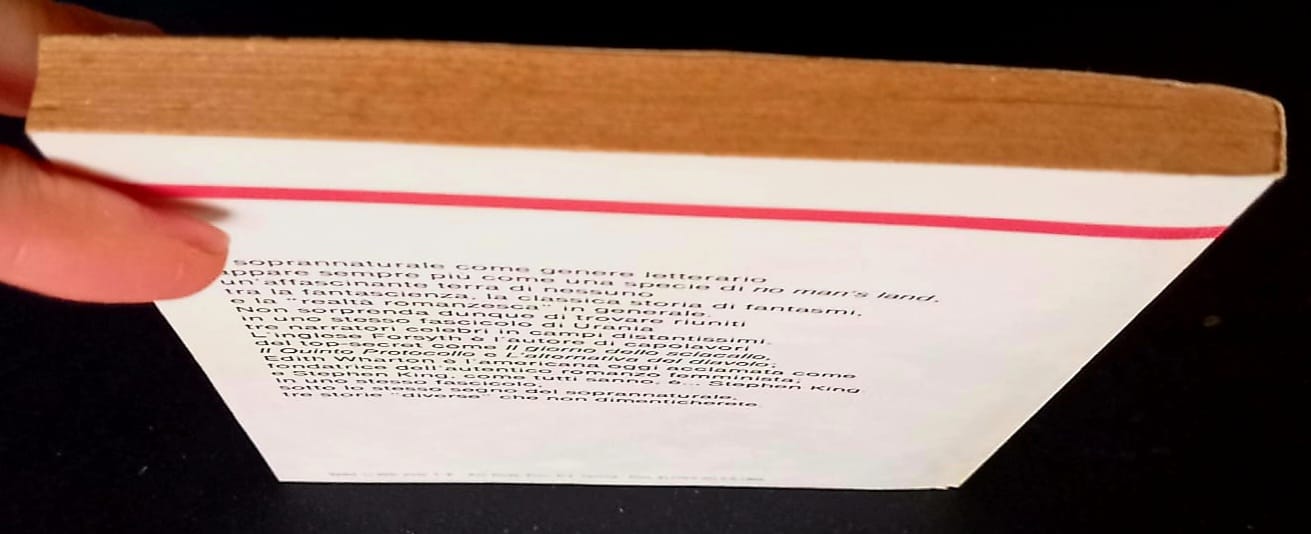 soprannaturale come genere letterario
appare sempre più come una specie di no man's land,
un'affascinante terra di nessuno
tra la fantascienza, la classica storia di fantasmi,
e la "realtà romanzesca" in generale.
Non sorprenda dunque di trovare riuniti
in uno stesso fascicolo di Urania
tre narratori celebri in campi distantissimi.
L'inglese Forsyth è l'autore di capolavori
del top-secret come Il giorno dello sciacallo,
Il Quinto Protocollo e L'alternativa del diavolo;
Edith Wharton è l'americana oggi acclamata come
fondatrice dell'autentico romanzo femminista;
e Stephen King, come tutti sanno, è... Stephen King
In uno stesso fascicolo,
sotto lo stesso segno del soprannaturale,
tre storie "diverse" che non dimenticherete.